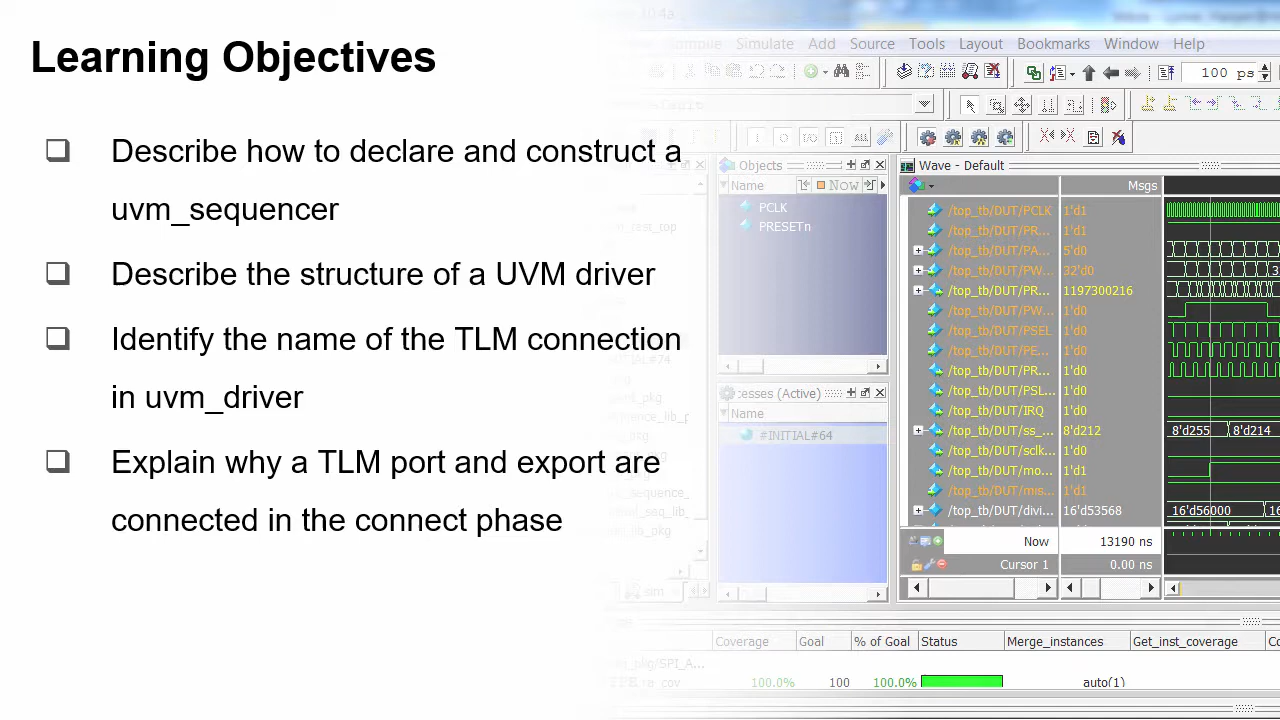 Learning Objectives
❑ Describe how to declare and construct a
uvm_sequencer
❑ Describe the structure of a UVM driver
❑ Identify the name of the TLM connection
in uvm_driver
❑ Explain why a TLM port and export are
connected in the connect phase
Simulate Add Source Tools Layout Bookmarks Window Help
100 ps
Objects
Wave - Default
Name Now
Msgs
PCLK
PRESETn
/top_tb/DUT/PCLK 1'd1
/top_tb/DUT/PR... 1'd1
/top_tb/DUT/PA... 5'd0
/top_tb/DUT/PW... 32'd0
/top_tb/DUT/PR... 1197300216
/top_tb/DUT/PW... 1'd0
/top_tb/DUT/PSEL 1'd0
/top_tb/DUT/PE... 1'd0
/top_tb/DUT/PR... 1'd0
/top_tb/DUT/PSL... 1'd0
/top_tb/DUT/IRQ 1'd0
/top_tb/DUT/ss_... 8'd212 8'd255 8'd214
/top_tb/DUT/sclk... 1'd0
/top_tb/DUT/mo... 1'd1
/top_tb/DUT/mis... 1'd1
/top_tb/DUT/divi... 16'd53568 16'd56000
Now 13190 ns
Cursor 1 0.00 ns
(Active)
Name
#INITIAL#64
sim
Coverage Goal % of Goal Status Merge_instances Get_inst_coverage
100.0% 100 100.0% auto(1)